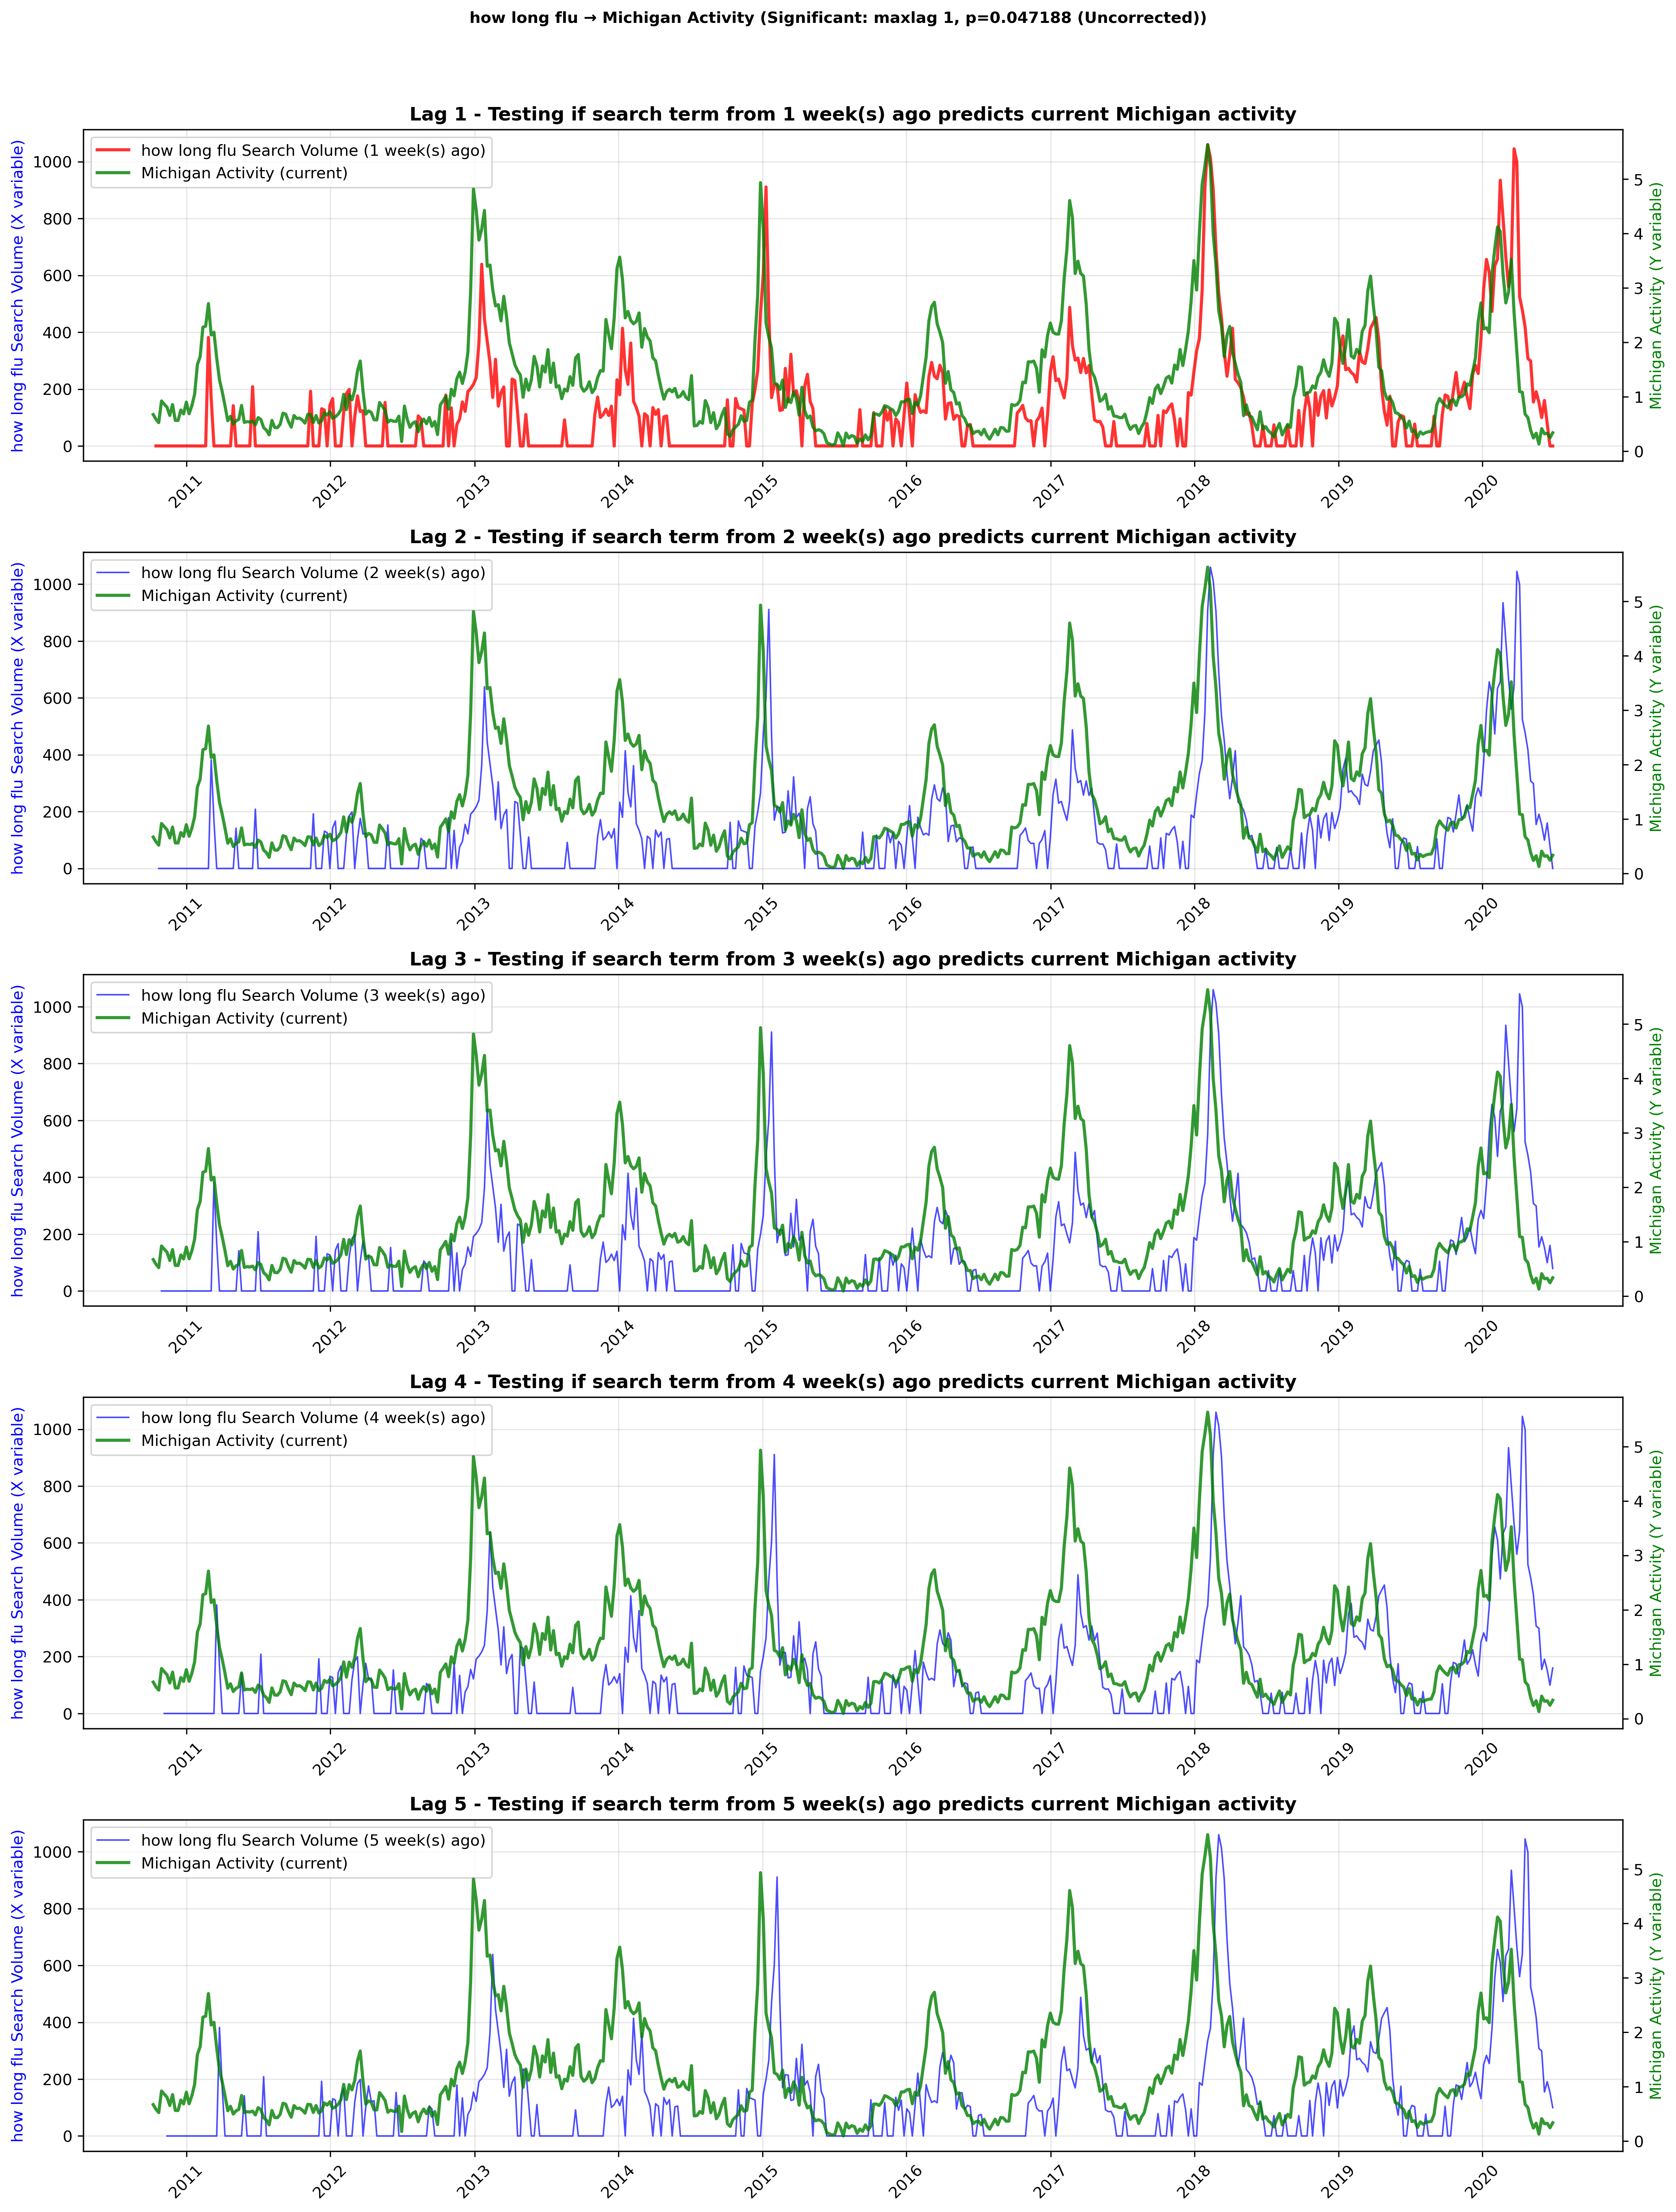 how long flu → Michigan Activity (Significant: maxlag 1, p=0.047188 (Uncorrected))
Lag 1 - Testing if search term from 1 week(s) ago predicts current Michigan activity
how long flu Search Volume (1 week(s) ago)
Michigan Activity (current)
how long flu Search Volume (X variable)
1000
800
600
400
200
0
5
4
3
2
1
0
Michigan Activity (Y variable)
2011 2012 2013 2014 2015 2016 2017 2018 2019 2020
Lag 2 - Testing if search term from 2 week(s) ago predicts current Michigan activity
how long flu Search Volume (2 week(s) ago)
Michigan Activity (current)
how long flu Search Volume (X variable)
1000
800
600
400
200
0
5
4
3
2
1
0
Michigan Activity (Y variable)
2011 2012 2013 2014 2015 2016 2017 2018 2019 2020
Lag 3 - Testing if search term from 3 week(s) ago predicts current Michigan activity
how long flu Search Volume (3 week(s) ago)
Michigan Activity (current)
how long flu Search Volume (X variable)
1000
800
600
400
200
0
5
4
3
2
1
0
Michigan Activity (Y variable)
2011 2012 2013 2014 2015 2016 2017 2018 2019 2020
Lag 4 - Testing if search term from 4 week(s) ago predicts current Michigan activity
how long flu Search Volume (4 week(s) ago)
Michigan Activity (current)
how long flu Search Volume (X variable)
1000
800
600
400
200
0
5
4
3
2
1
0
Michigan Activity (Y variable)
2011 2012 2013 2014 2015 2016 2017 2018 2019 2020
Lag 5 - Testing if search term from 5 week(s) ago predicts current Michigan activity
how long flu Search Volume (5 week(s) ago)
Michigan Activity (current)
how long flu Search Volume (X variable)
1000
800
600
400
200
0
5
4
3
2
1
0
Michigan Activity (Y variable)
2011 2012 2013 2014 2015 2016 2017 2018 2019 2020